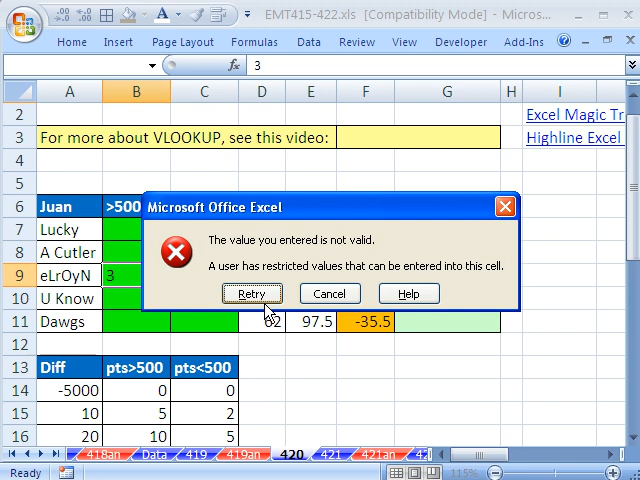 EMT415-422.xls [Compatibility Mode] - Micros...
Home Insert Page Layout Formulas Data Review View Developer Add-Ins
fx 3
A B C D E F G H I
2 Excel Magic Tr
3 For more about VLOOKUP, see this video: Highline Excel
4
5
6 Juan >500
7 Lucky
8 A Cutler
9 eLrOyN 3
10 U Know
11 Dawgs 62 97.5 -35.5
12
13 Diff pts>500 pts<500
14 -5000 0 0
15 10 5 2
16 20 10 5
Microsoft Office Excel
The value you entered is not valid.
A user has restricted values that can be entered into this cell.
Retry Cancel Help
418an Data 419 419an 420 421 421an 42
Ready 115%